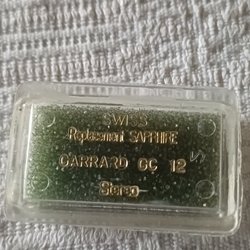 SWISS
Replacement SAPPHIRE
GARRARD GC 12
Stereo